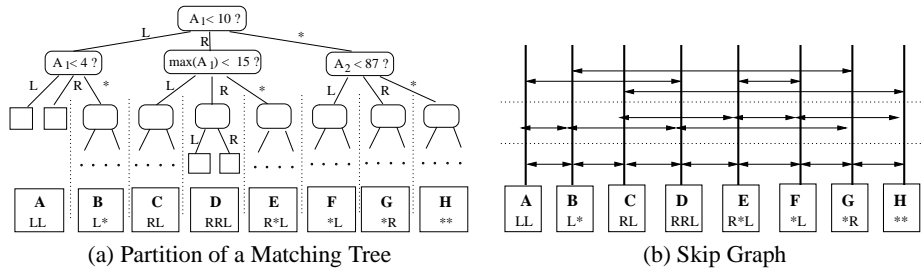 A1< 10 ?
L R *
A1< 4 ? max(A1) < 15 ? A2 < 87 ?
L R * L R * L R *
L R
. . . . . . . . . . . . . . . . . . . . . . . .
A B C D E F G H
LL L* RL RRL R*L *L *R **
(a) Partition of a Matching Tree
A B C D E F G H
LL L* RL RRL R*L *L *R **
(b) Skip Graph